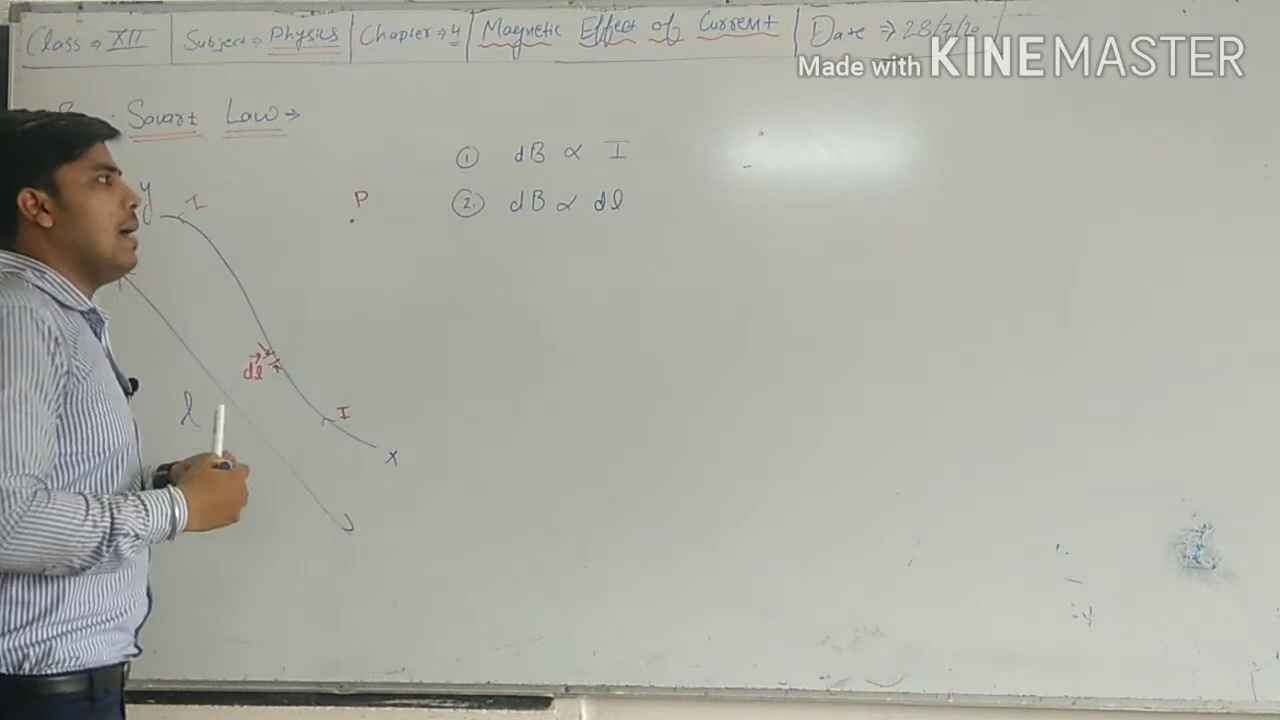 Class ⇒ XII Subject ⇒ Physics Chapter → 4 Magnetic Effect of Current Date ⇒ 28/7/20
Made with KINEMASTER
Savart Law →
① dB ∝ I
② dB ∝ dl
y I P
dl
l I
x